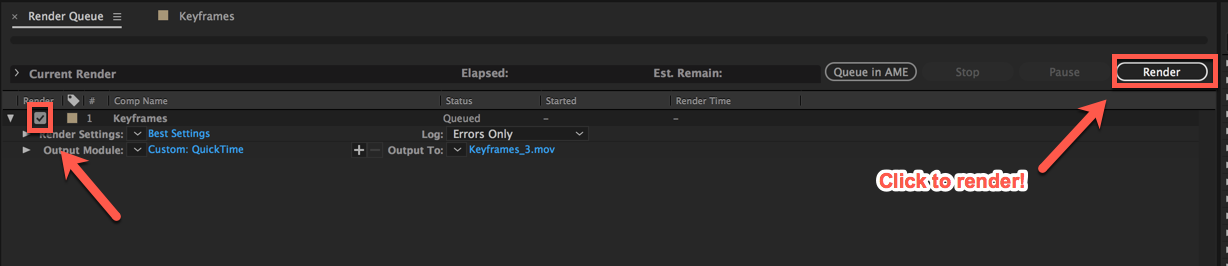 × Render Queue ≡ Keyframes
Current Render Elapsed: Est. Remain: Queue in AME Stop Pause Render
Render # Comp Name Status Started Render Time
1 Keyframes Queued – –
Render Settings: Best Settings Log: Errors Only
Output Module: Custom: QuickTime + – Output To: Keyframes_3.mov
Click to render!